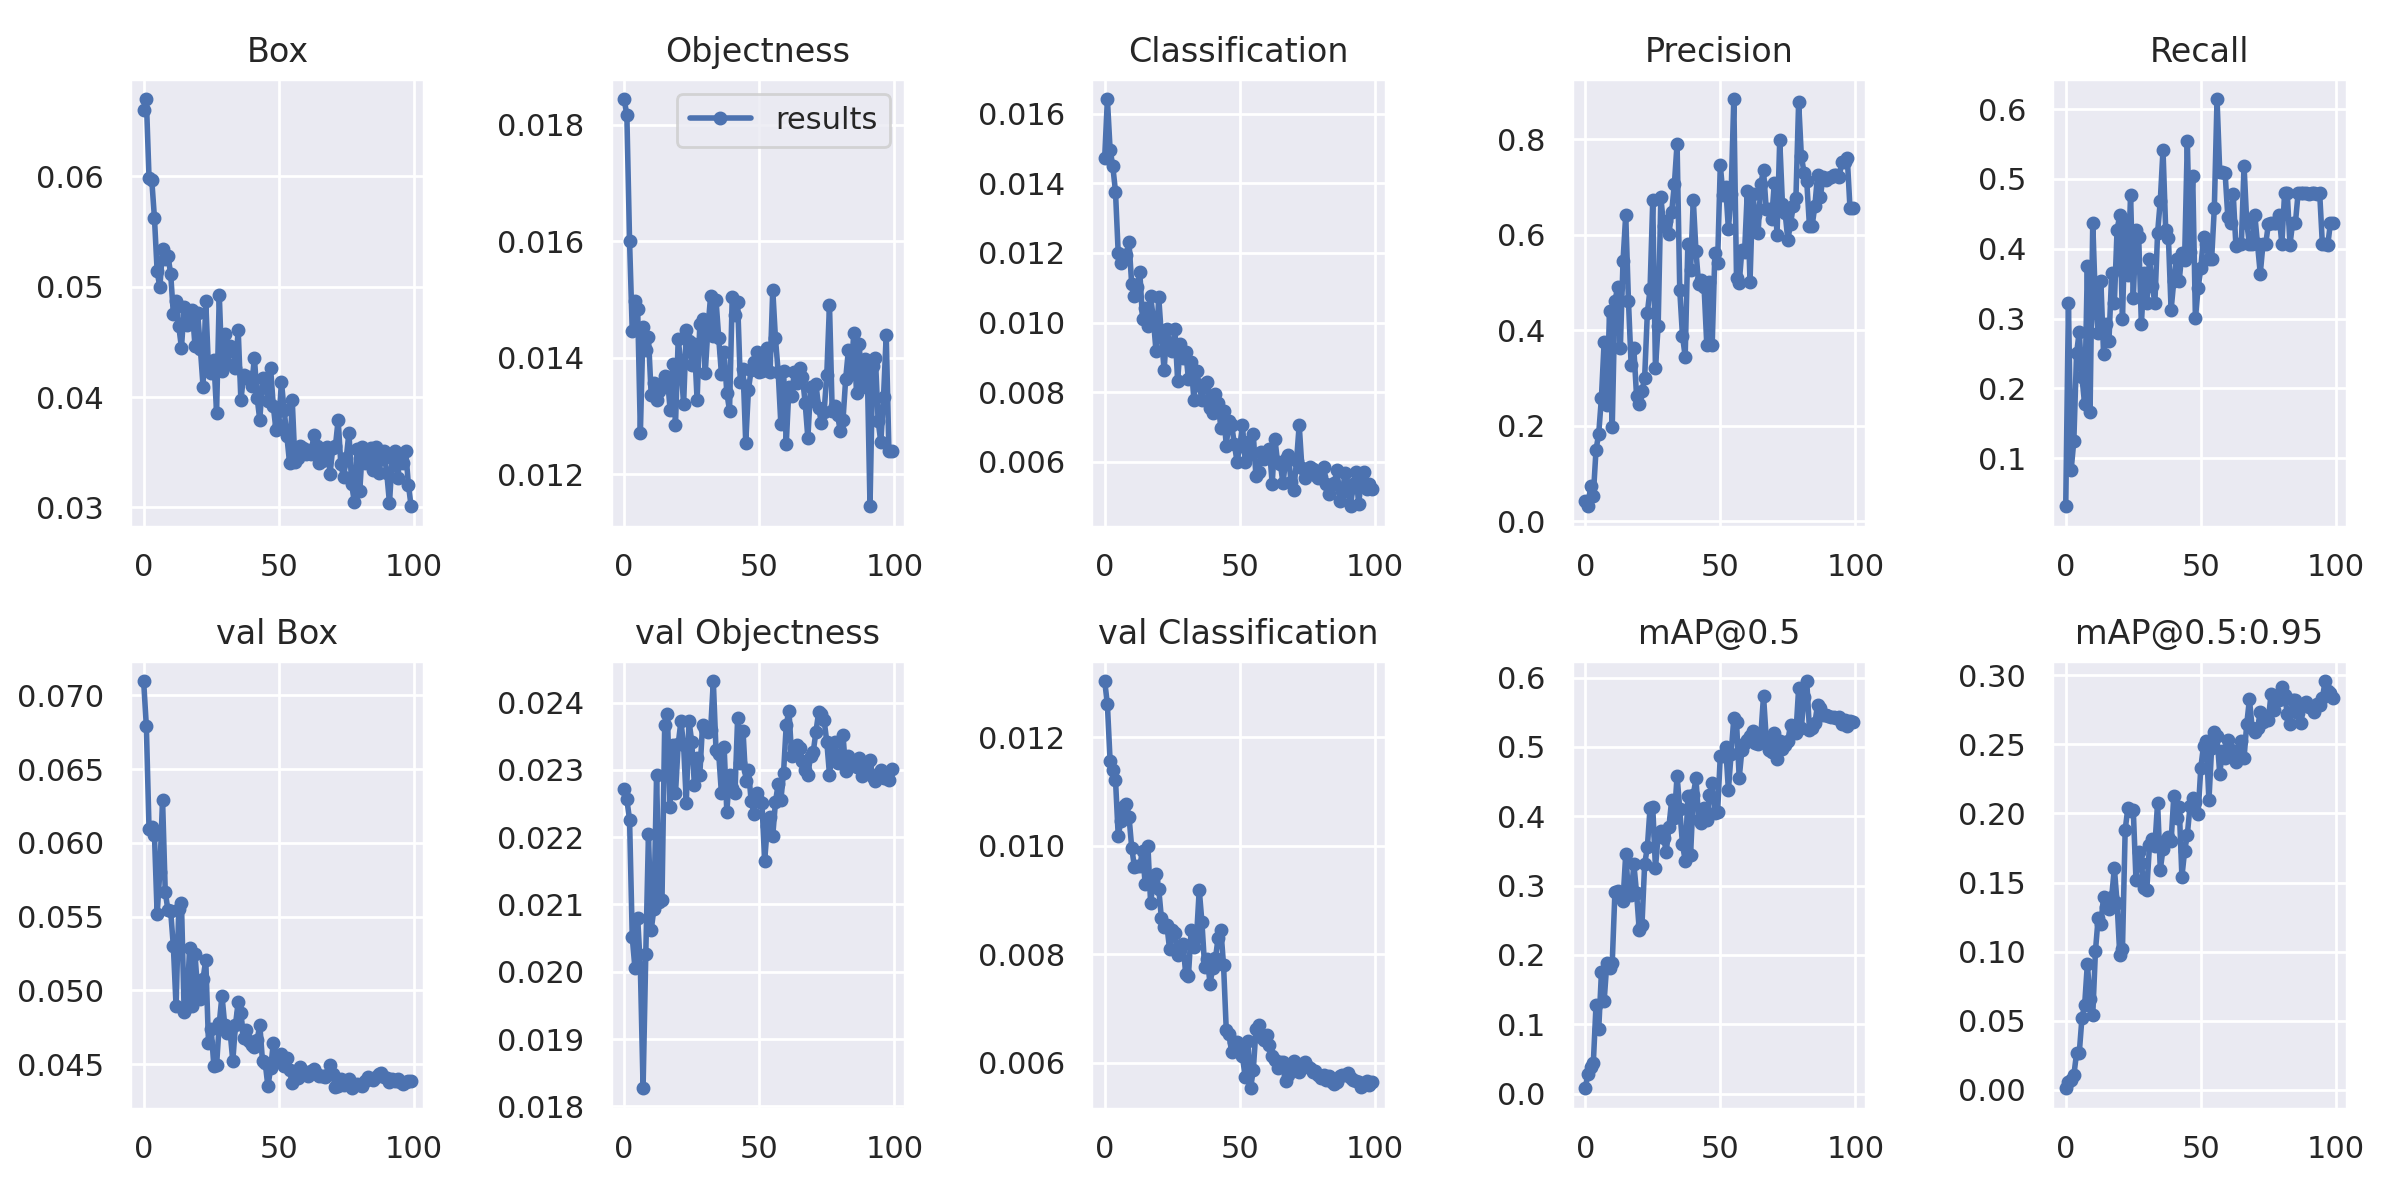 Box
0.06
0.05
0.04
0.03
0 50 100
Objectness
results
0.018
0.016
0.014
0.012
0 50 100
Classification
0.016
0.014
0.012
0.010
0.008
0.006
0 50 100
Precision
0.8
0.6
0.4
0.2
0.0
0 50 100
Recall
0.6
0.5
0.4
0.3
0.2
0.1
0 50 100
val Box
0.070
0.065
0.060
0.055
0.050
0.045
0 50 100
val Objectness
0.024
0.023
0.022
0.021
0.020
0.019
0.018
0 50 100
val Classification
0.012
0.010
0.008
0.006
0 50 100
mAP@0.5
0.6
0.5
0.4
0.3
0.2
0.1
0.0
0 50 100
mAP@0.5:0.95
0.30
0.25
0.20
0.15
0.10
0.05
0.00
0 50 100